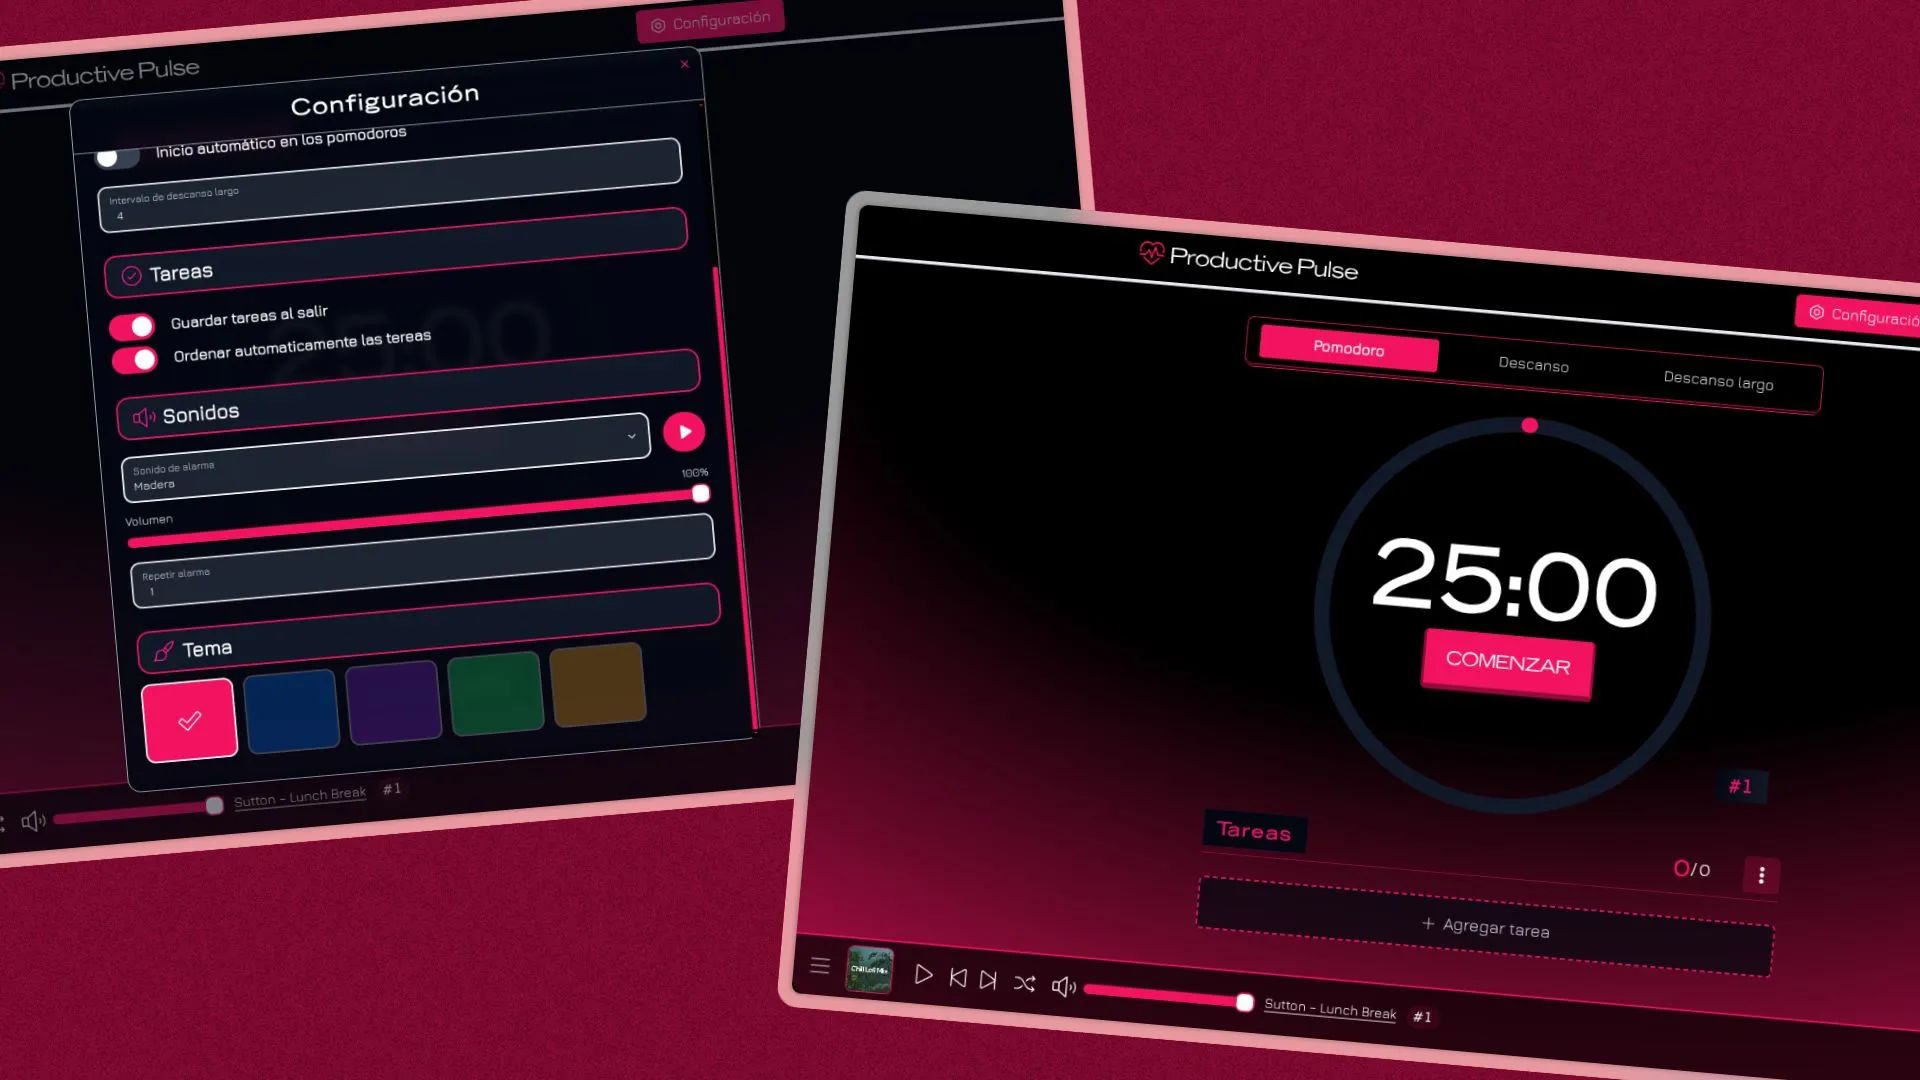 Configuración
Productive Pulse
Configuración
Inicio automático en los pomodoros
Intervalo de descanso largo
4
Tareas
Guardar tareas al salir
Ordenar automaticamente las tereas
25:00
Sonidos
Sonido de alarma
Madera
100%
Volumen
Repetir alarma
1
Tema
Sutton - Lunch Break
#1
Productive Pulse
Configuració
Pomodoro
Descanso
Descanso largo
25:00
COMENZAR
#1
Tareas
0/0
+ Agregar tarea
Chill Lofi Mix
Sutton - Lunch Break
#1